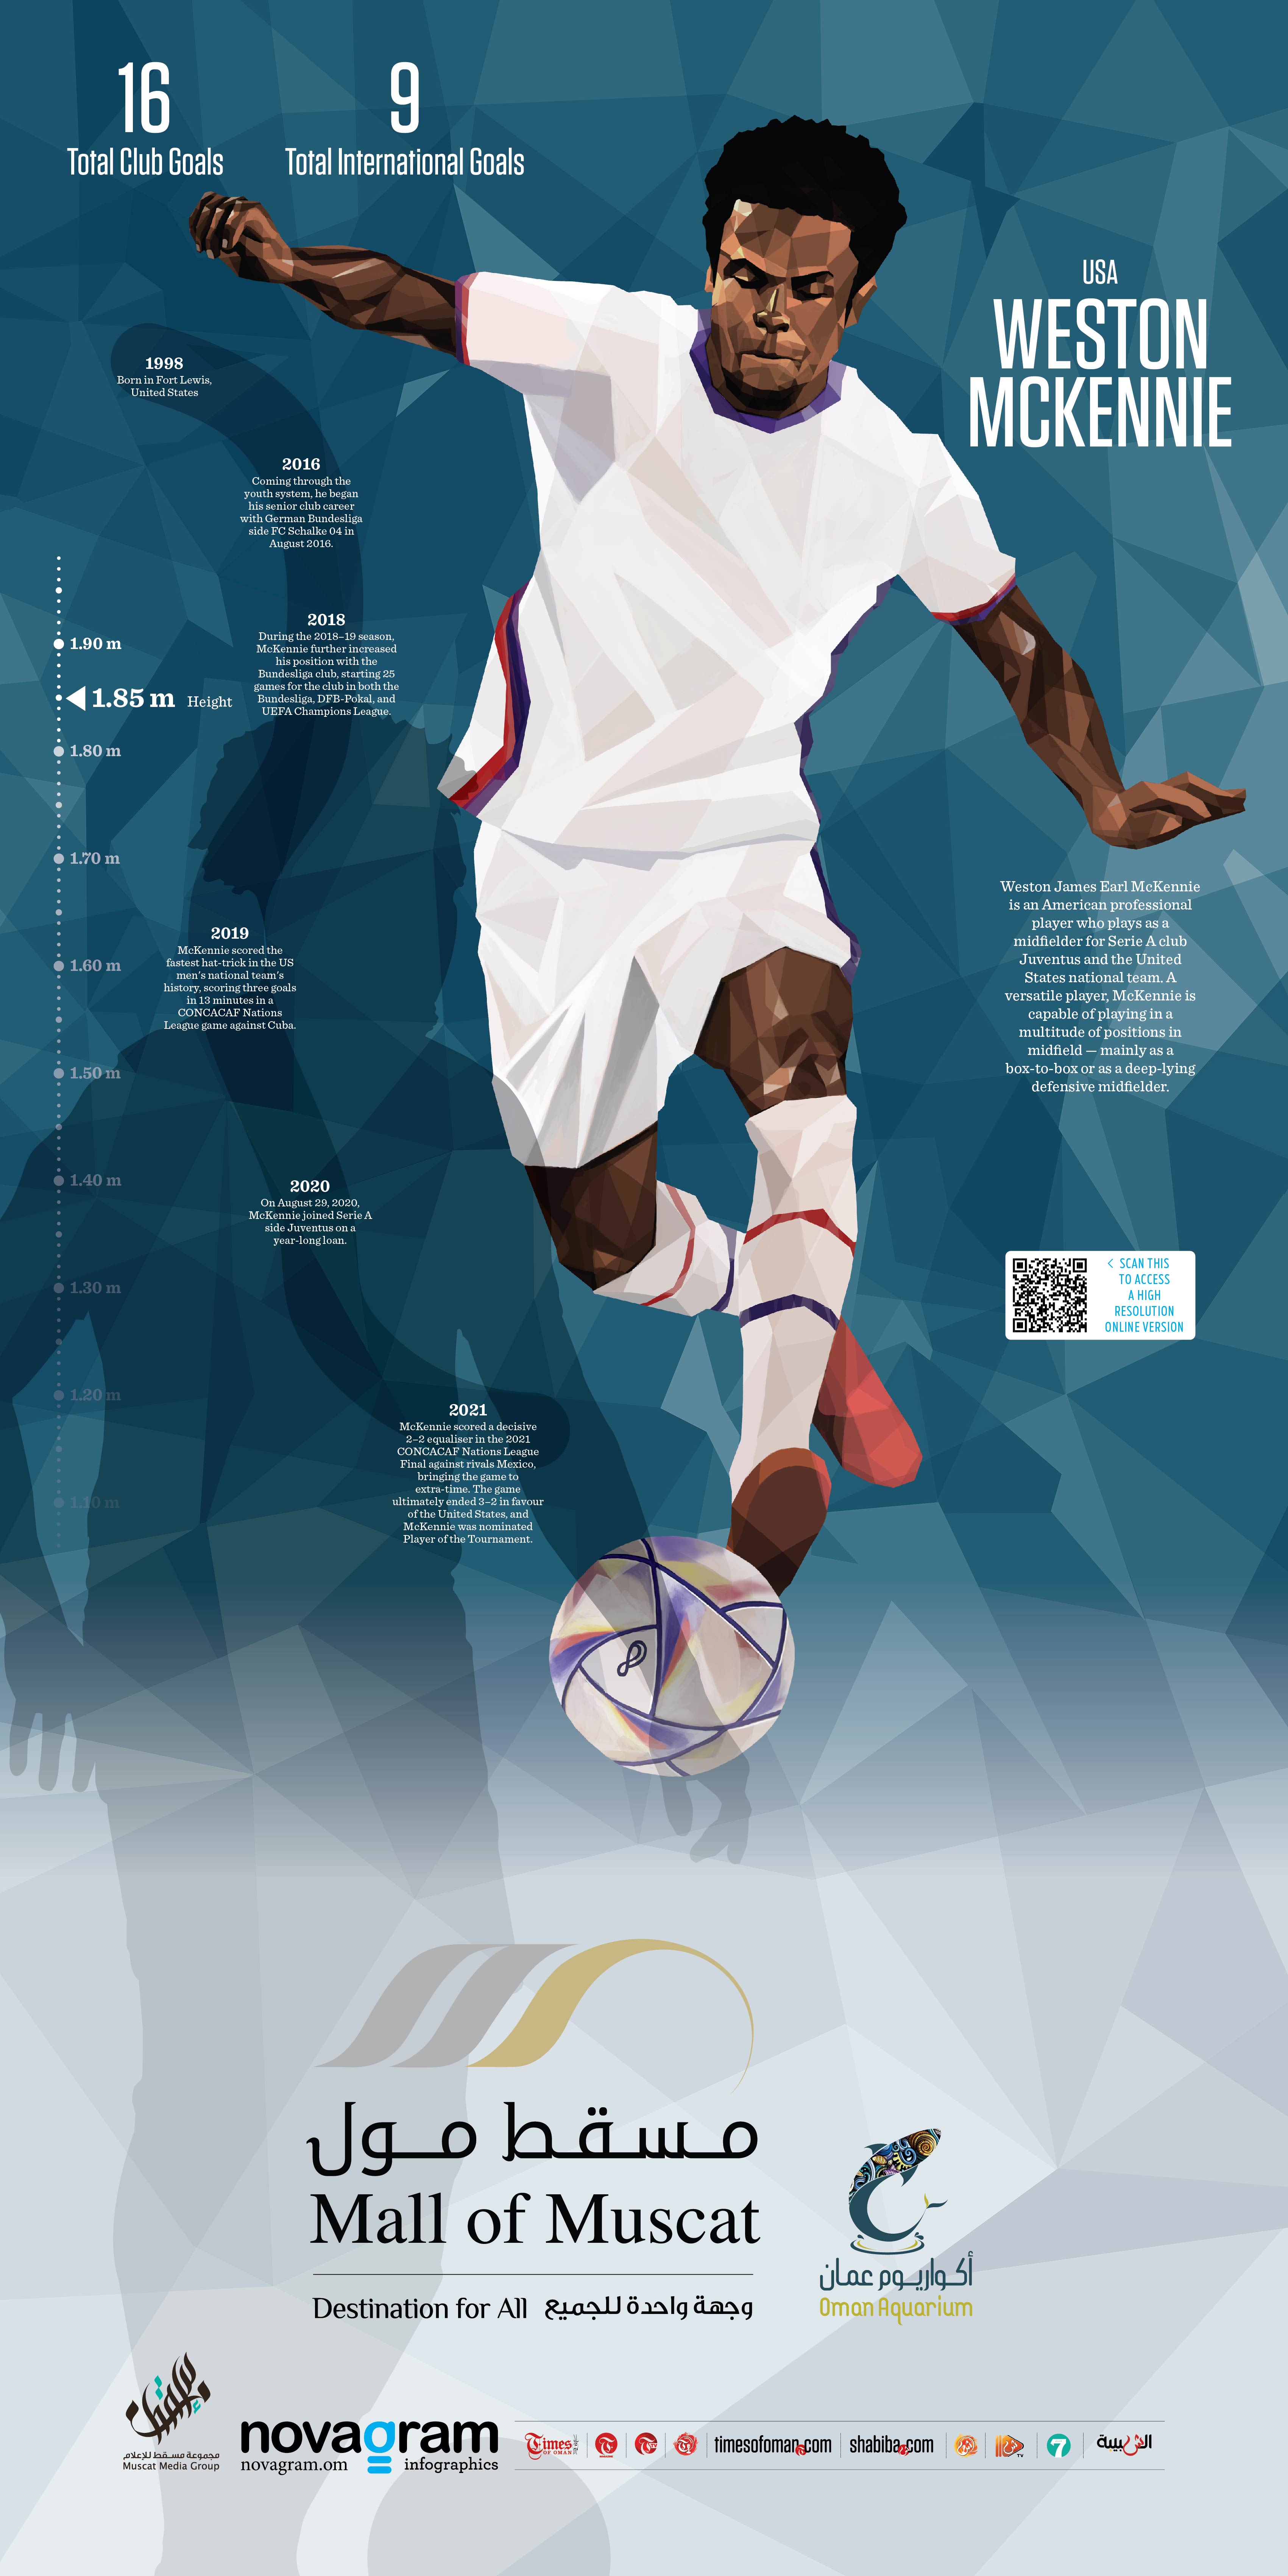 16
Total Club Goals
9
Total International Goals
USA
WESTON
MCKENNIE
1998
Born in Fort Lewis,
United States
2016
Coming through the
youth system, he began
his senior club career
with German Bundesliga
side FC Schalke 04 in
August 2016.
2018
During the 2018–19 season,
McKennie further increased
his position with the
Bundesliga club, starting 25
games for the club in both the
Bundesliga, DFB-Pokal, and
UEFA Champions League.
1.90 m
1.85 m Height
1.80 m
1.70 m
1.60 m
1.50 m
1.40 m
1.30 m
1.20 m
1.10 m
2019
McKennie scored the
fastest hat-trick in the US
men's national team's
history, scoring three goals
in 13 minutes in a
CONCACAF Nations
League game against Cuba.
2020
On August 29, 2020,
McKennie joined Serie A
side Juventus on a
year-long loan.
2021
McKennie scored a decisive
2–2 equaliser in the 2021
CONCACAF Nations League
Final against rivals Mexico,
bringing the game to
extra-time. The game
ultimately ended 3–2 in favour
of the United States, and
McKennie was nominated
Player of the Tournament.
Weston James Earl McKennie
is an American professional
player who plays as a
midfielder for Serie A club
Juventus and the United
States national team. A
versatile player, McKennie is
capable of playing in a
multitude of positions in
midfield — mainly as a
box-to-box or as a deep-lying
defensive midfielder.
< SCAN THIS
TO ACCESS
A HIGH
RESOLUTION
ONLINE VERSION
مسقط مول
Mall of Muscat
Destination for All وجهة واحدة للجميع
أكواريوم عمان
Oman Aquarium
مجموعة مسقط للإعلام
Muscat Media Group
novagram
novagram.om infographics
Times
OF OMAN
timesofoman.com
shabiba.com
7
الشبيبة